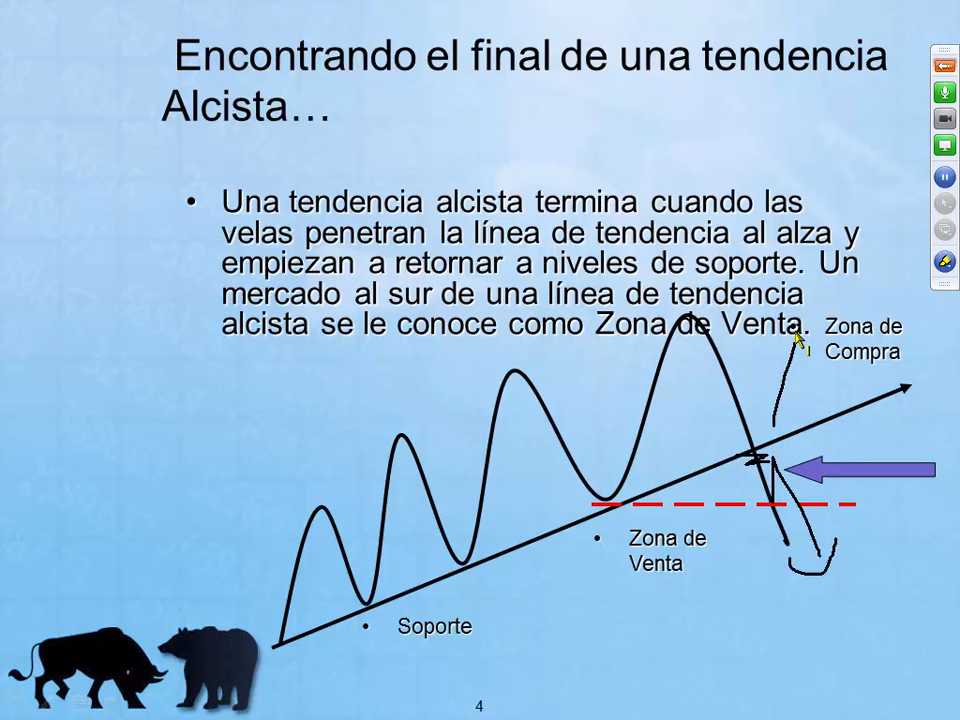 Encontrando el final de una tendencia
Alcista…
• Una tendencia alcista termina cuando las
velas penetran la línea de tendencia al alza y
empiezan a retornar a niveles de soporte. Un
mercado al sur de una línea de tendencia
alcista se le conoce como Zona de Venta.
• Zona de
Compra
• Zona de
Venta
• Soporte
4